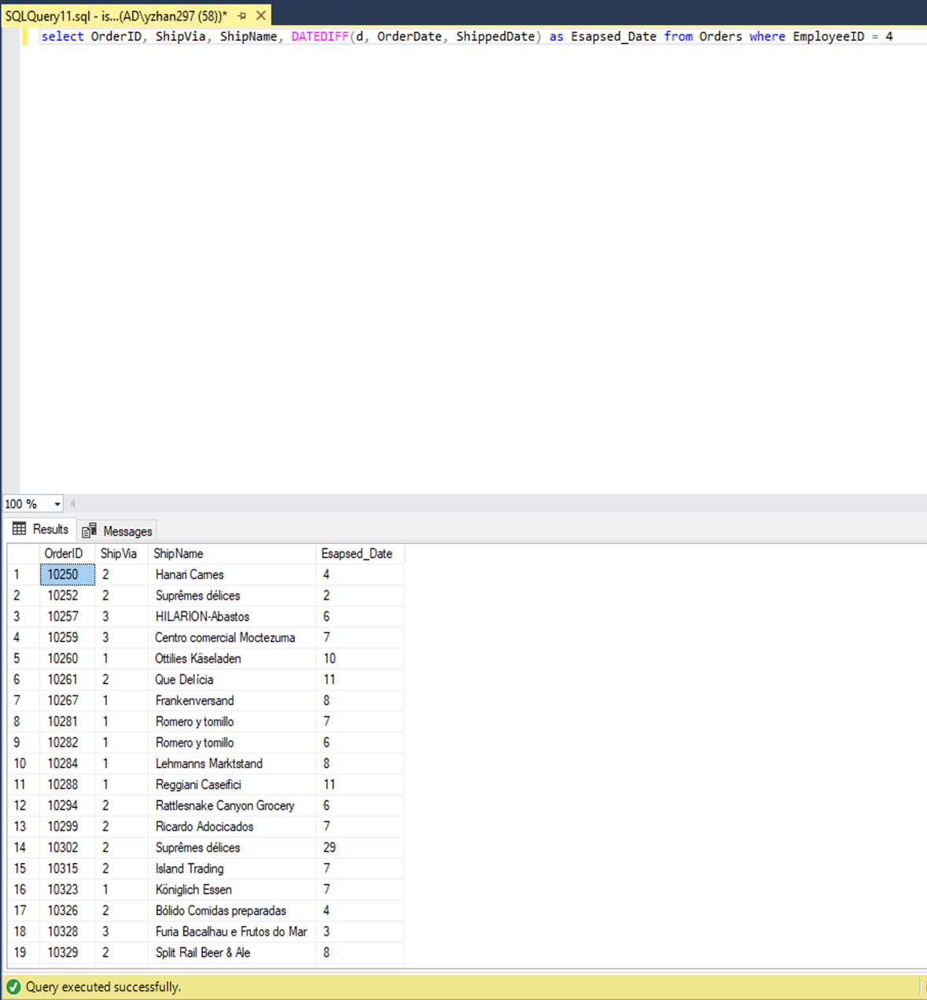 SQLQuery11.sql - is...(AD\yzhan297 (58))*
select OrderID, ShipVia, ShipName, DATEDIFF(d, OrderDate, ShippedDate) as Esapsed_Date from Orders where EmployeeID = 4
100 %
Results Messages
OrderID ShipVia ShipName Esapsed_Date
1 10250 2 Hanari Carnes 4
2 10252 2 Suprêmes délices 2
3 10257 3 HILARION-Abastos 6
4 10259 3 Centro comercial Moctezuma 7
5 10260 1 Ottilies Käseladen 10
6 10261 2 Que Delícia 11
7 10267 1 Frankenversand 8
8 10281 1 Romero y tomillo 7
9 10282 1 Romero y tomillo 6
10 10284 1 Lehmanns Marktstand 8
11 10288 1 Reggiani Caseifici 11
12 10294 2 Rattlesnake Canyon Grocery 6
13 10299 2 Ricardo Adocicados 7
14 10302 2 Suprêmes délices 29
15 10315 2 Island Trading 7
16 10323 1 Königlich Essen 7
17 10326 2 Bólido Comidas preparadas 4
18 10328 3 Furia Bacalhau e Frutos do Mar 3
19 10329 2 Split Rail Beer & Ale 8
Query executed successfully.